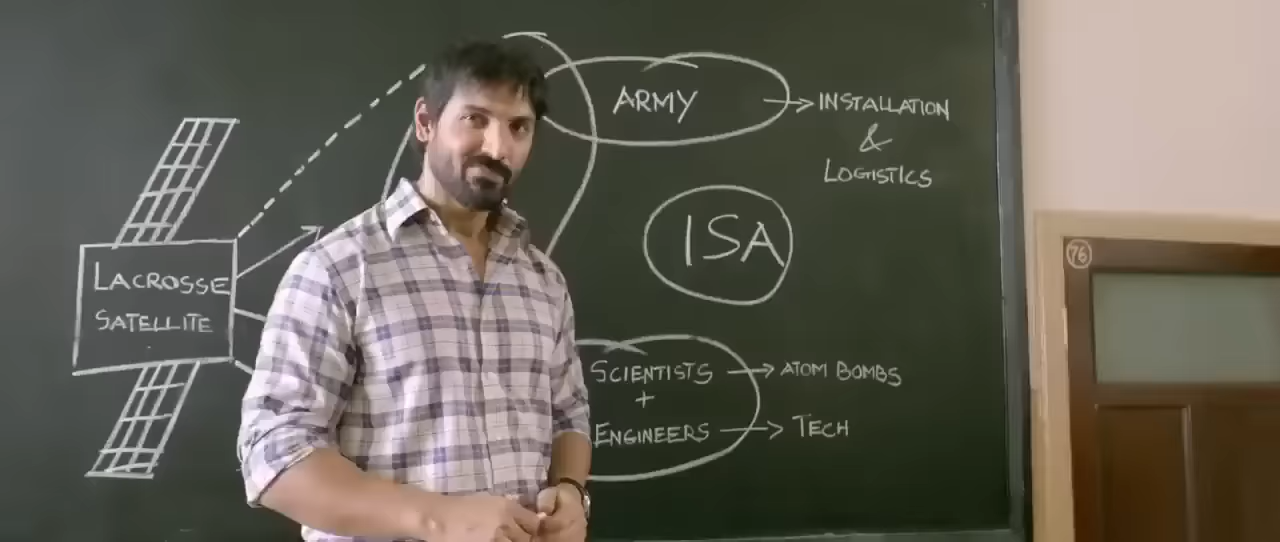 LACROSSE
SATELLITE
ARMY
INSTALLATION
&
LOGISTICS
ISA
SCIENTISTS
+
ENGINEERS
ATOM BOMBS
TECH
76